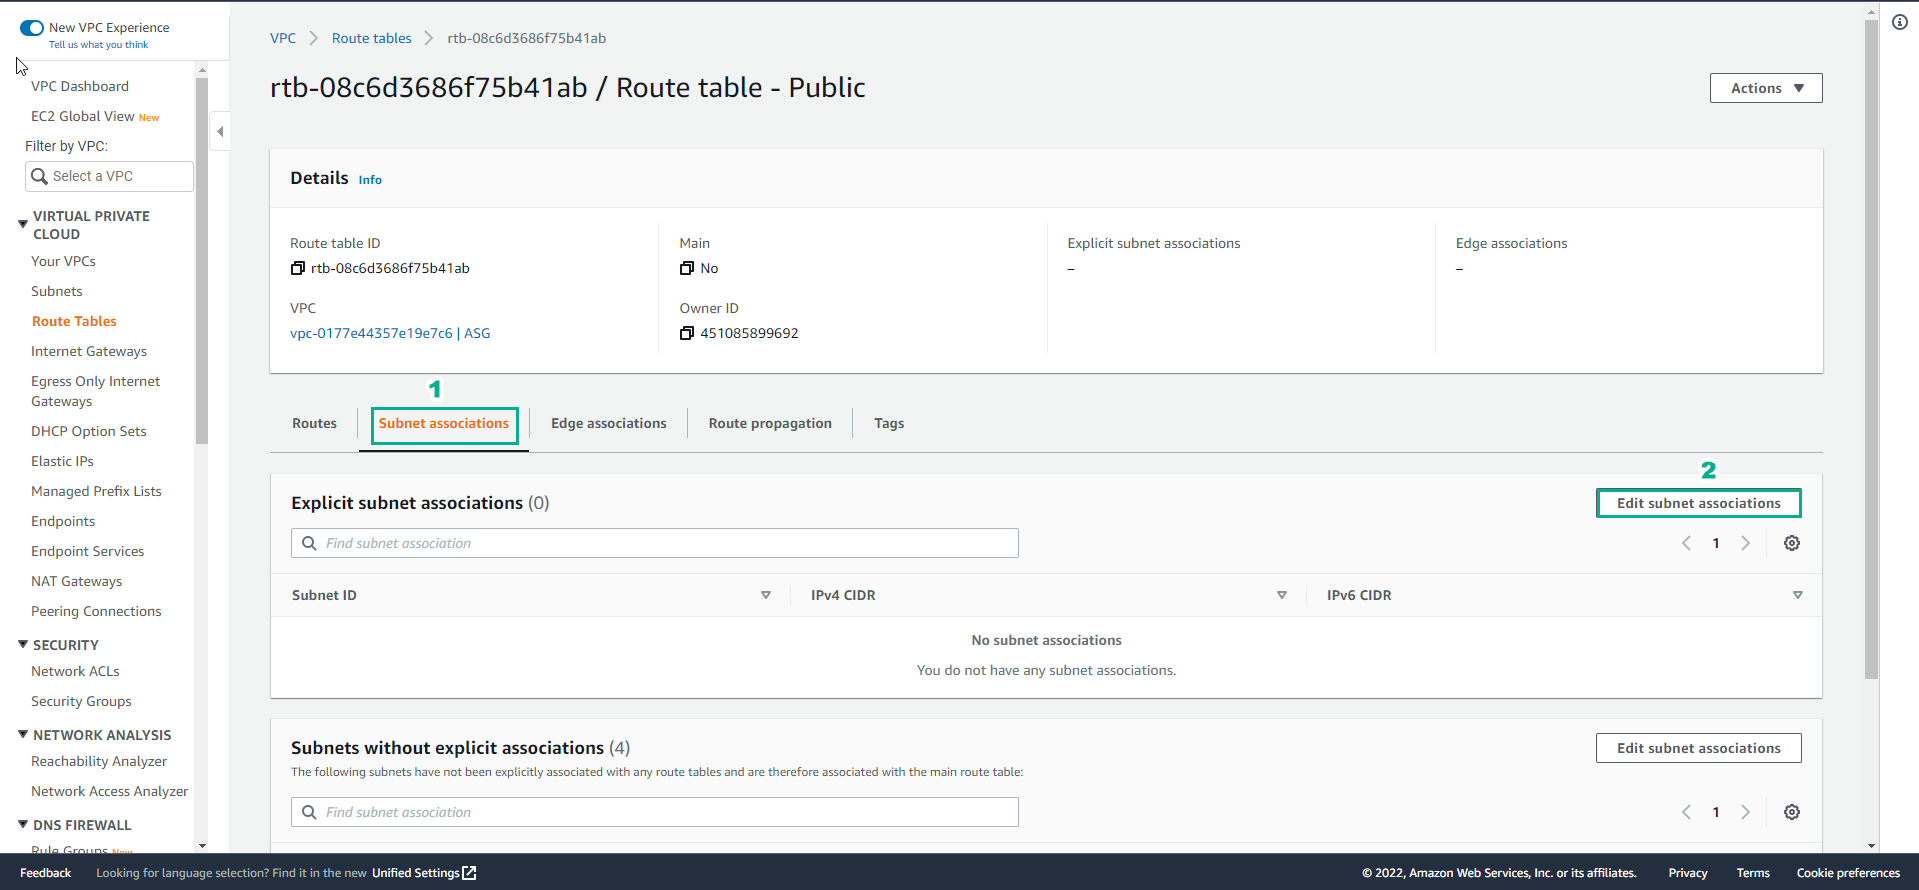 New VPC Experience
Tell us what you think
VPC Dashboard
EC2 Global View New
Filter by VPC:
Select a VPC
VIRTUAL PRIVATE
CLOUD
Your VPCs
Subnets
Route Tables
Internet Gateways
Egress Only Internet
Gateways
DHCP Option Sets
Elastic IPs
Managed Prefix Lists
Endpoints
Endpoint Services
NAT Gateways
Peering Connections
SECURITY
Network ACLs
Security Groups
NETWORK ANALYSIS
Reachability Analyzer
Network Access Analyzer
DNS FIREWALL
Rule Groups New
VPC > Route tables > rtb-08c6d3686f75b41ab
rtb-08c6d3686f75b41ab / Route table - Public
Actions
Details Info
Route table ID
rtb-08c6d3686f75b41ab
Main
No
Explicit subnet associations
–
Edge associations
–
VPC
vpc-0177e44357e19e7c6 | ASG
Owner ID
451085899692
1
Routes
Subnet associations
Edge associations
Route propagation
Tags
2
Explicit subnet associations (0)
Edit subnet associations
Find subnet association
1
Subnet ID
IPv4 CIDR
IPv6 CIDR
No subnet associations
You do not have any subnet associations.
Subnets without explicit associations (4)
Edit subnet associations
The following subnets have not been explicitly associated with any route tables and are therefore associated with the main route table:
Find subnet association
1
Feedback
Looking for language selection? Find it in the new Unified Settings
© 2022, Amazon Web Services, Inc. or its affiliates.
Privacy
Terms
Cookie preferences